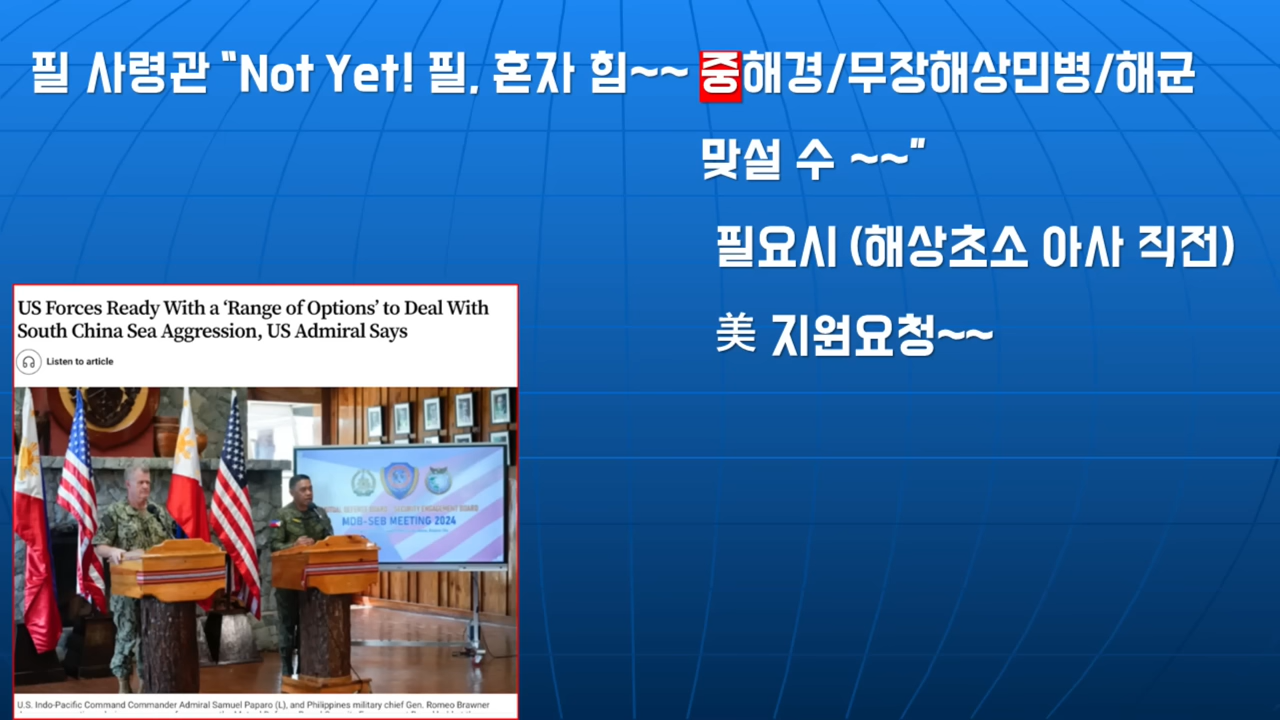 필 사령관 "Not Yet! 필, 혼자 힘~~ 중해경/무장해상민병/해군
맞설 수 ~~"
필요시 (해상초소 아사 직전)
美 지원요청~~
US Forces Ready With a ‘Range of Options’ to Deal With
South China Sea Aggression, US Admiral Says
Listen to article
MDB-SEB MEETING 2024
U.S. Indo-Pacific Command Commander Admiral Samuel Paparo (L), and Philippines military chief Gen. Romeo Brawner